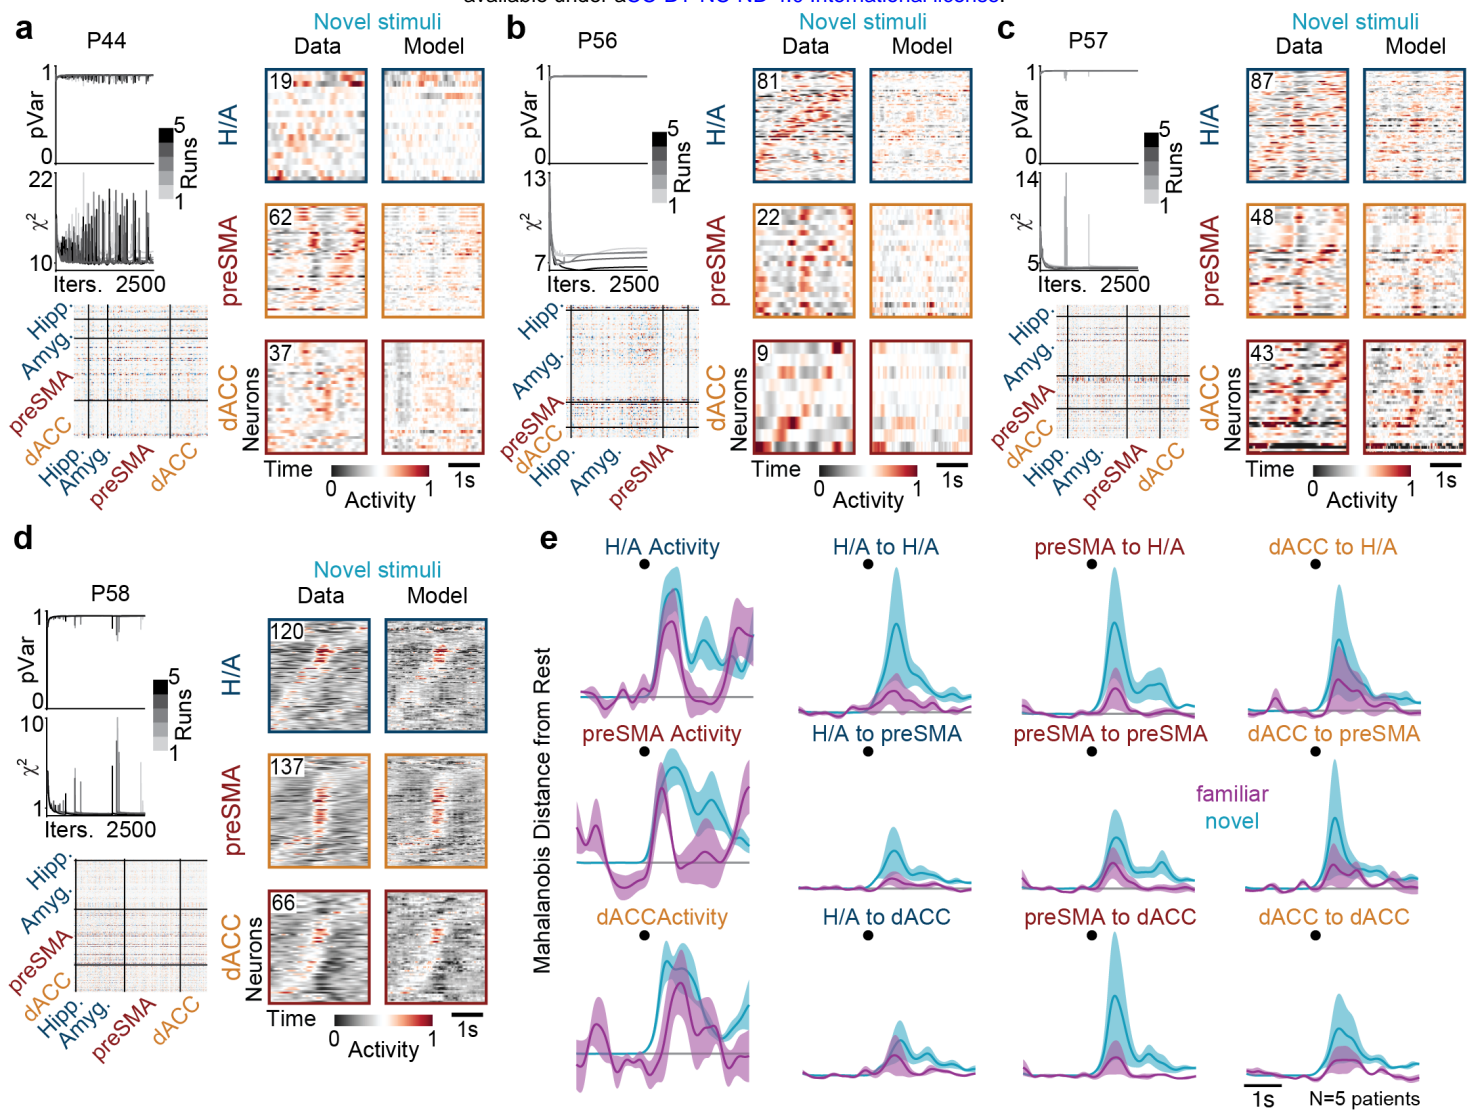 a
P44
Novel stimuli
Data
Model
1
pVar
0
5
Runs
1
22
χ²
10
Iters. 2500
H/A
19
preSMA
62
dACC
Neurons
37
Hipp.
Amyg.
preSMA
dACC
Hipp.
Amyg.
preSMA
dACC
Time
0
1
Activity
1s
b
P56
Novel stimuli
Data
Model
1
pVar
0
5
Runs
1
13
χ²
7
Iters. 2500
H/A
81
preSMA
22
dACC
Neurons
9
Hipp.
Amyg.
preSMA
dACC
Hipp.
Amyg.
preSMA
Time
0
1
Activity
1s
c
P57
Novel stimuli
Data
Model
1
pVar
0
5
Runs
1
14
χ²
5
Iters. 2500
H/A
87
preSMA
48
dACC
Neurons
43
Hipp.
Amyg.
preSMA
dACC
Hipp.
Amyg.
preSMA
dACC
Time
0
1
Activity
1s
d
P58
Novel stimuli
Data
Model
1
pVar
0
5
Runs
1
10
χ²
1
Iters. 2500
H/A
120
preSMA
137
dACC
Neurons
66
Hipp.
Amyg.
preSMA
dACC
Hipp.
Amyg.
preSMA
dACC
Time
0
1
Activity
1s
e
Mahalanobis Distance from Rest
H/A Activity
H/A to H/A
preSMA to H/A
dACC to H/A
preSMA Activity
H/A to preSMA
preSMA to preSMA
dACC to preSMA
familiar
novel
dACCActivity
H/A to dACC
preSMA to dACC
dACC to dACC
1s
N=5 patients